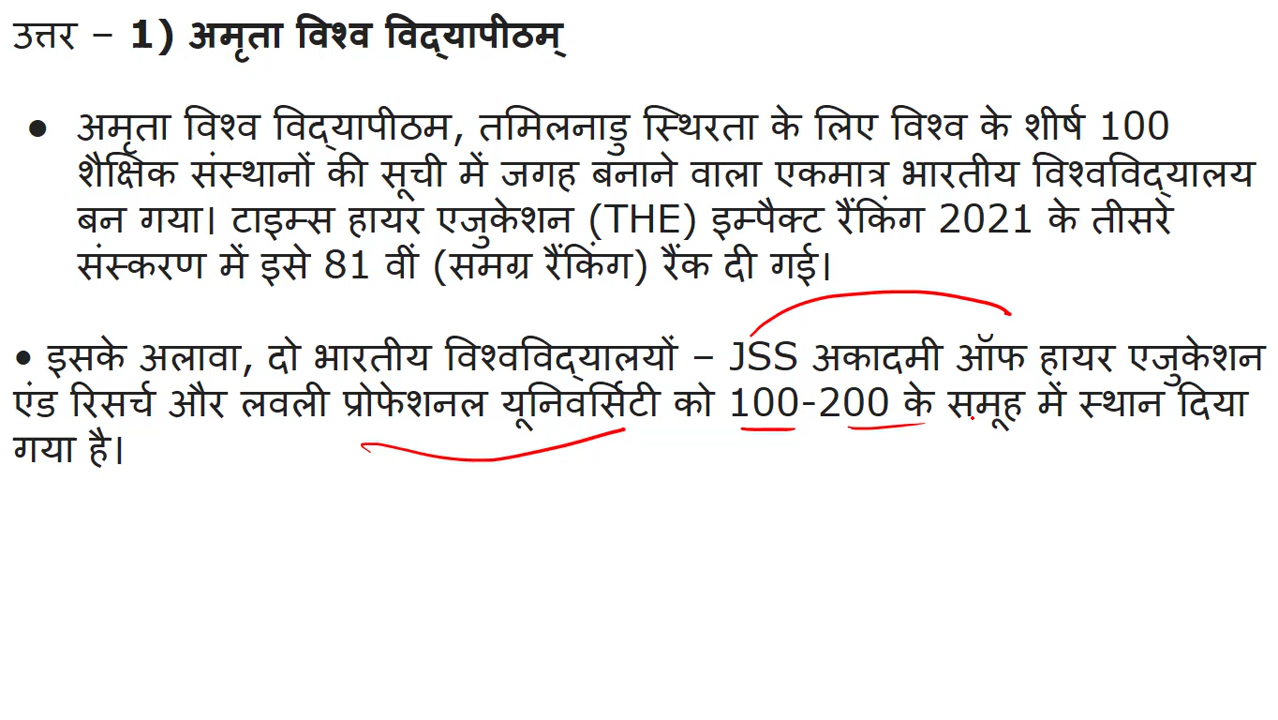 उत्तर – 1) अमृता विश्व विद्यापीठम्
● अमृता विश्व विद्यापीठम, तमिलनाडु स्थिरता के लिए विश्व के शीर्ष 100
शैक्षिक संस्थानों की सूची में जगह बनाने वाला एकमात्र भारतीय विश्वविद्यालय
बन गया। टाइम्स हायर एजुकेशन (THE) इम्पैक्ट रैंकिंग 2021 के तीसरे
संस्करण में इसे 81 वीं (समग्र रैंकिंग) रैंक दी गई।
• इसके अलावा, दो भारतीय विश्वविद्यालयों – JSS अकादमी ऑफ हायर एजुकेशन
एंड रिसर्च और लवली प्रोफेशनल यूनिवर्सिटी को 100-200 के समूह में स्थान दिया
गया है।